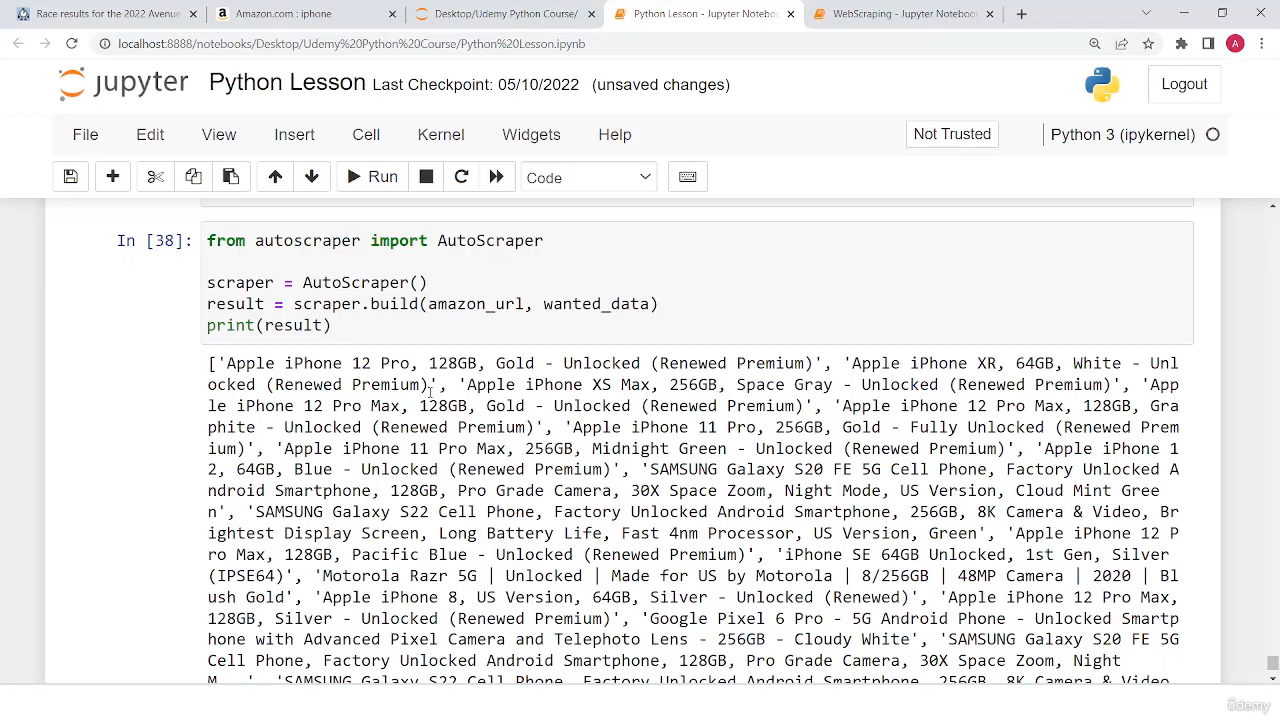 Race results for the 2022 Avenue
Amazon.com : iphone
Desktop/Udemy Python Course/
Python Lesson - Jupyter Notebook
WebScraping - Jupyter Notebook
localhost:8888/notebooks/Desktop/Udemy%20Python%20Course/Python%20Lesson.ipynb
A
jupyter Python Lesson Last Checkpoint: 05/10/2022 (unsaved changes)
Logout
File Edit View Insert Cell Kernel Widgets Help
Not Trusted
Python 3 (ipykernel)
Run
Code
In [38]: from autoscraper import AutoScraper
scraper = AutoScraper()
result = scraper.build(amazon_url, wanted_data)
print(result)
['Apple iPhone 12 Pro, 128GB, Gold - Unlocked (Renewed Premium)', 'Apple iPhone XR, 64GB, White - Unl
ocked (Renewed Premium)', 'Apple iPhone XS Max, 256GB, Space Gray - Unlocked (Renewed Premium)', 'App
le iPhone 12 Pro Max, 128GB, Gold - Unlocked (Renewed Premium)', 'Apple iPhone 12 Pro Max, 128GB, Gra
phite - Unlocked (Renewed Premium)', 'Apple iPhone 11 Pro, 256GB, Gold - Fully Unlocked (Renewed Prem
ium)', 'Apple iPhone 11 Pro Max, 256GB, Midnight Green - Unlocked (Renewed Premium)', 'Apple iPhone 1
2, 64GB, Blue - Unlocked (Renewed Premium)', 'SAMSUNG Galaxy S20 FE 5G Cell Phone, Factory Unlocked A
ndroid Smartphone, 128GB, Pro Grade Camera, 30X Space Zoom, Night Mode, US Version, Cloud Mint Gree
n', 'SAMSUNG Galaxy S22 Cell Phone, Factory Unlocked Android Smartphone, 256GB, 8K Camera & Video, Br
ightest Display Screen, Long Battery Life, Fast 4nm Processor, US Version, Green', 'Apple iPhone 12 P
ro Max, 128GB, Pacific Blue - Unlocked (Renewed Premium)', 'iPhone SE 64GB Unlocked, 1st Gen, Silver
(IPSE64)', 'Motorola Razr 5G | Unlocked | Made for US by Motorola | 8/256GB | 48MP Camera | 2020 | Bl
ush Gold', 'Apple iPhone 8, US Version, 64GB, Silver - Unlocked (Renewed)', 'Apple iPhone 12 Pro Max,
128GB, Silver - Unlocked (Renewed Premium)', 'Google Pixel 6 Pro - 5G Android Phone - Unlocked Smartp
hone with Advanced Pixel Camera and Telephoto Lens - 256GB - Cloudy White', 'SAMSUNG Galaxy S20 FE 5G
Cell Phone, Factory Unlocked Android Smartphone, 128GB, Pro Grade Camera, 30X Space Zoom, Night
M...', 'SAMSUNG Galaxy S22 Cell Phone, Factory Unlocked Android Smartphone, 256GB, 8K Camera & Video,
ûdemy